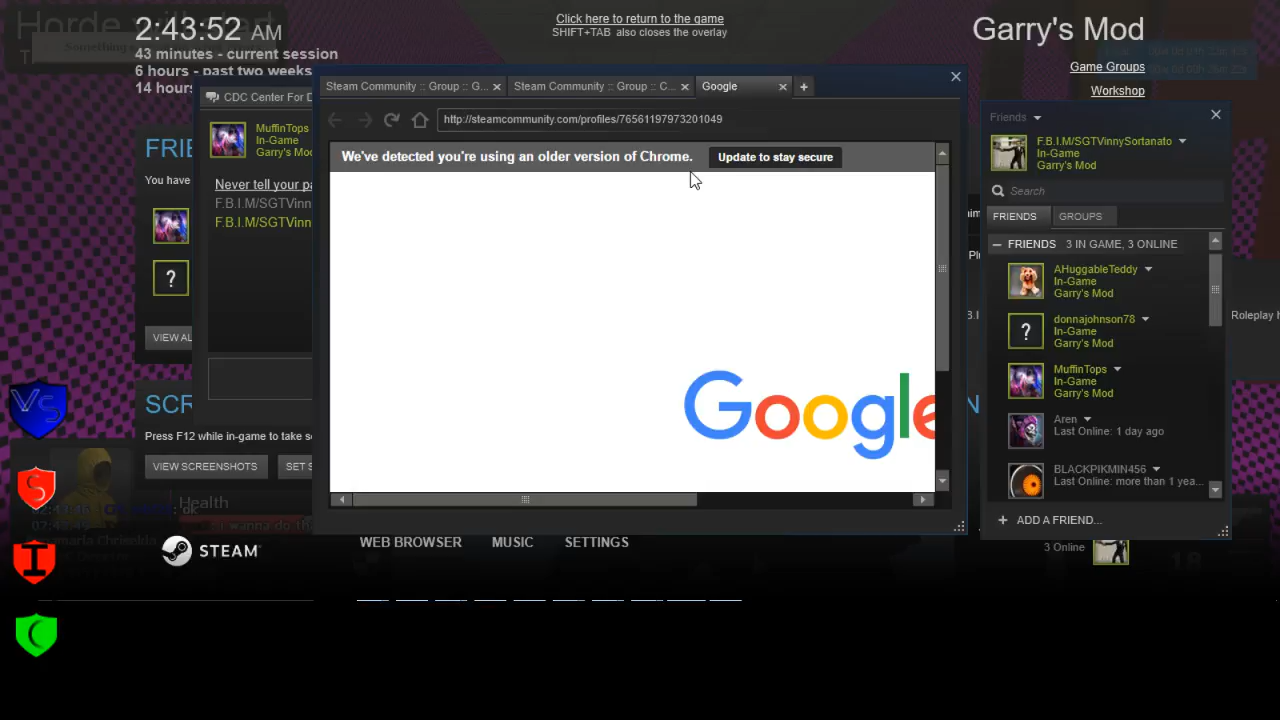 2:43:52 AM
43 minutes - current session
6 hours - past two weeks
14 hours
Click here to return to the game
SHIFT+TAB also closes the overlay
Garry's Mod
Game Groups
Workshop
CDC Center For D
MuffinTops
In-Game
Garry's Mo
Never tell your pa
F.B.I.M/SGTVinn
F.B.I.M/SGTVinn
FRIE
You have
VIEW AL
SCR
Press F12 while in-game to take sc
VIEW SCREENSHOTS
SET S
Health
STEAM
Steam Community :: Group :: G...
Steam Community :: Group :: C...
Google
http://steamcommunity.com/profiles/76561197973201049
We've detected you're using an older version of Chrome.
Update to stay secure
Google
WEB BROWSER
MUSIC
SETTINGS
Friends
F.B.I.M/SGTVinnySortanato
In-Game
Garry's Mod
Search
FRIENDS
GROUPS
FRIENDS 3 IN GAME, 3 ONLINE
AHuggableTeddy
In-Game
Garry's Mod
?
donnajohnson78
In-Game
Garry's Mod
MuffinTops
In-Game
Garry's Mod
Aren
Last Online: 1 day ago
BLACKPIKMIN456
Last Online: more than 1 yea...
+ ADD A FRIEND...
3 Online
Roleplay h
VS
S
I
C
?